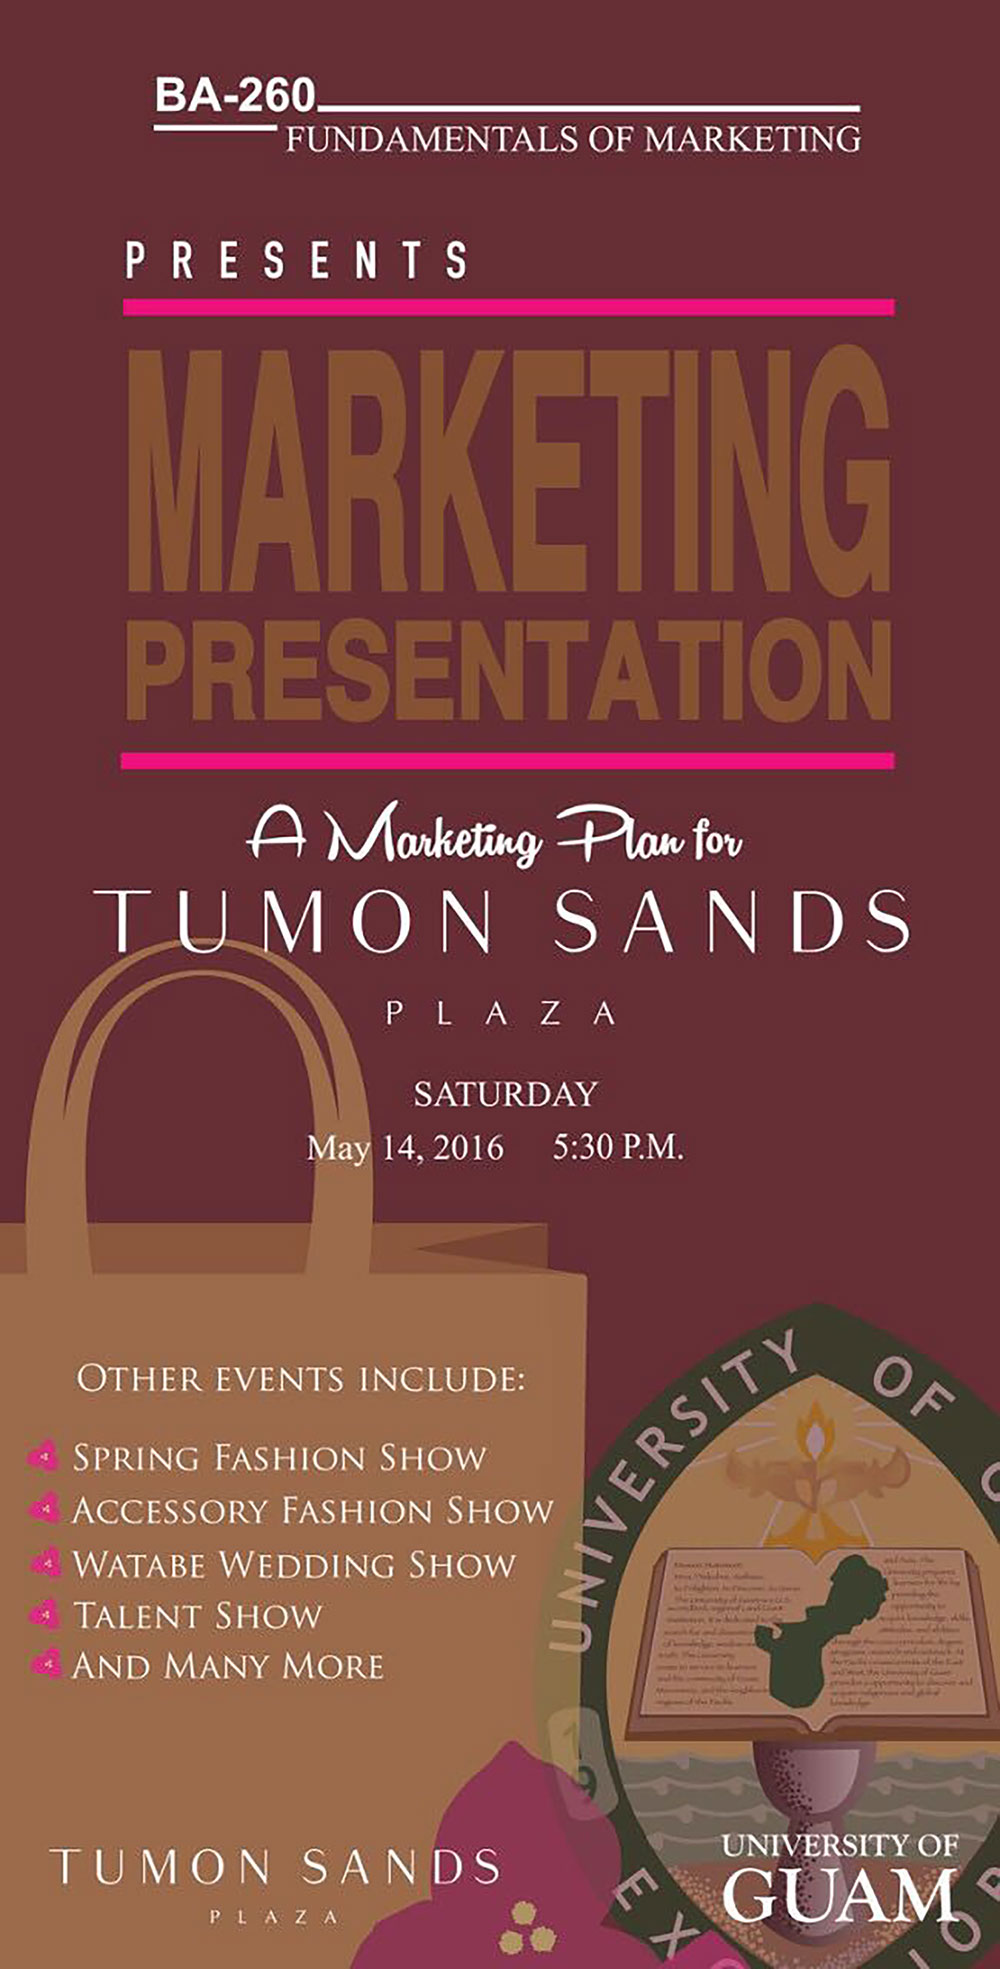 BA-260
FUNDAMENTALS OF MARKETING
PRESENTS
MARKETING
PRESENTATION
A Marketing Plan for
TUMON SANDS
PLAZA
SATURDAY
May 14, 2016 5:30 P.M.
OTHER EVENTS INCLUDE:
SPRING FASHION SHOW
ACCESSORY FASHION SHOW
WATABE WEDDING SHOW
TALENT SHOW
AND MANY MORE
UNIVERSITY OF
19
TUMON SANDS
PLAZA
UNIVERSITY OF
GUAM